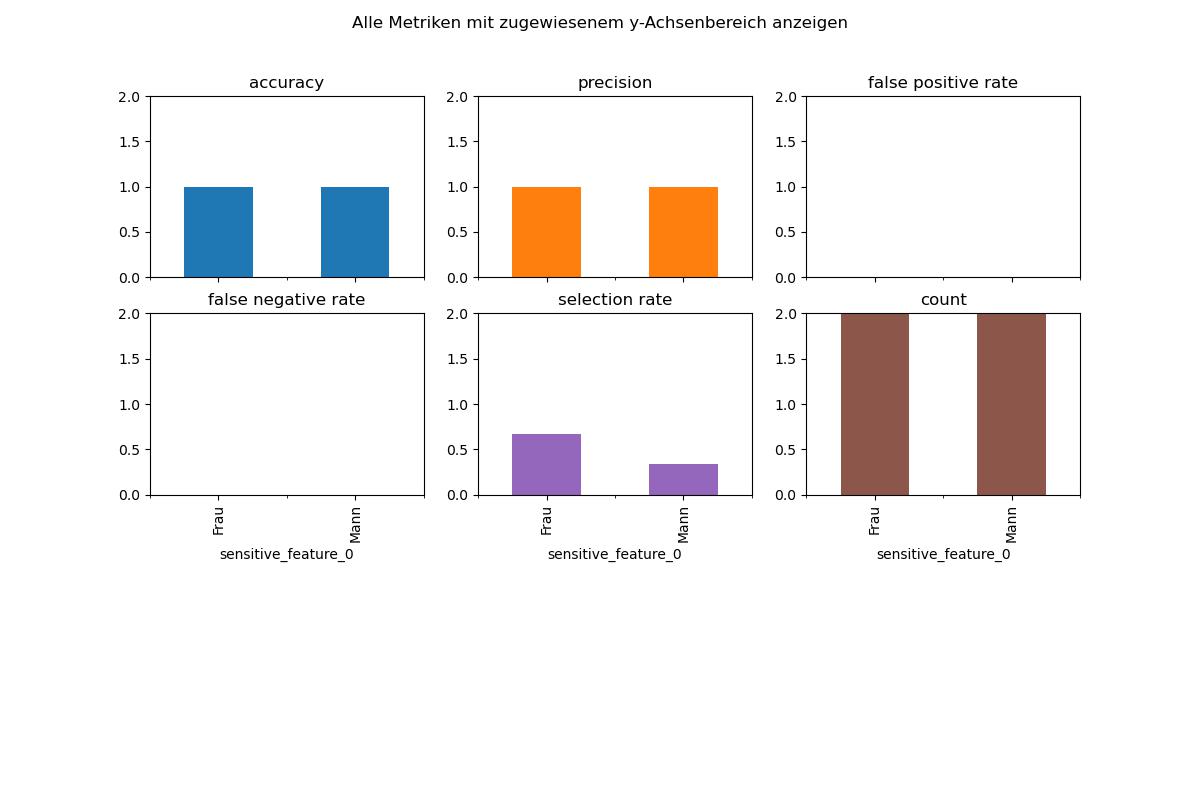 Alle Metriken mit zugewiesenem y-Achsenbereich anzeigen
accuracy
2.0
1.5
1.0
0.5
0.0
precision
2.0
1.5
1.0
0.5
0.0
false positive rate
2.0
1.5
1.0
0.5
0.0
false negative rate
2.0
1.5
1.0
0.5
0.0
Frau
Mann
sensitive_feature_0
selection rate
2.0
1.5
1.0
0.5
0.0
Frau
Mann
sensitive_feature_0
count
2.0
1.5
1.0
0.5
0.0
Frau
Mann
sensitive_feature_0